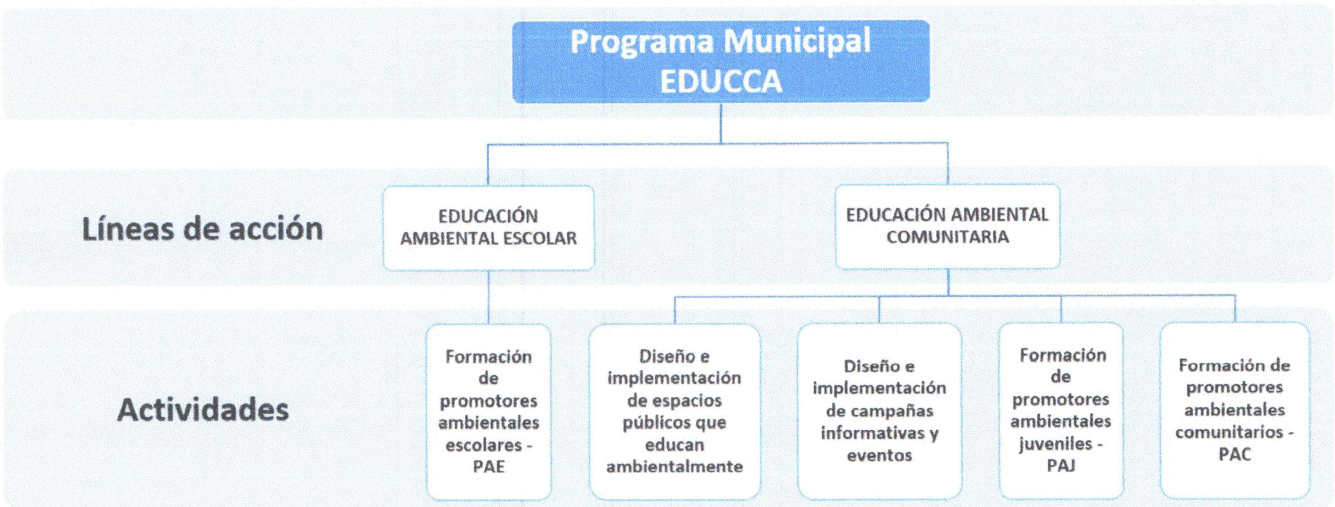 Programa Municipal
EDUCCA
Líneas de acción
EDUCACIÓN
AMBIENTAL ESCOLAR
EDUCACIÓN AMBIENTAL
COMUNITARIA
Actividades
Formación
de
promotores
ambientales
escolares -
PAE
Diseño e
implementación
de espacios
públicos que
educan
ambientalmente
Diseño e
implementación
de campañas
informativas y
eventos
Formación
de
promotores
ambientales
juveniles -
PAJ
Formación de
promotores
ambientales
comunitarios -
PAC